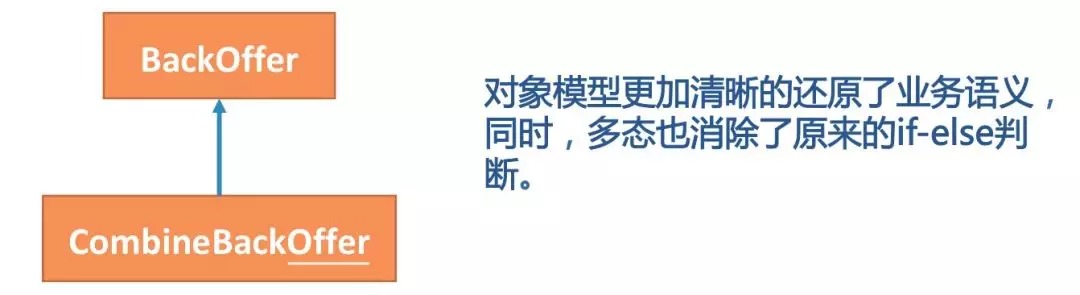 BackOffer
CombineBackOffer
对象模型更加清晰的还原了业务语义，
同时，多态也消除了原来的if-else判
断。